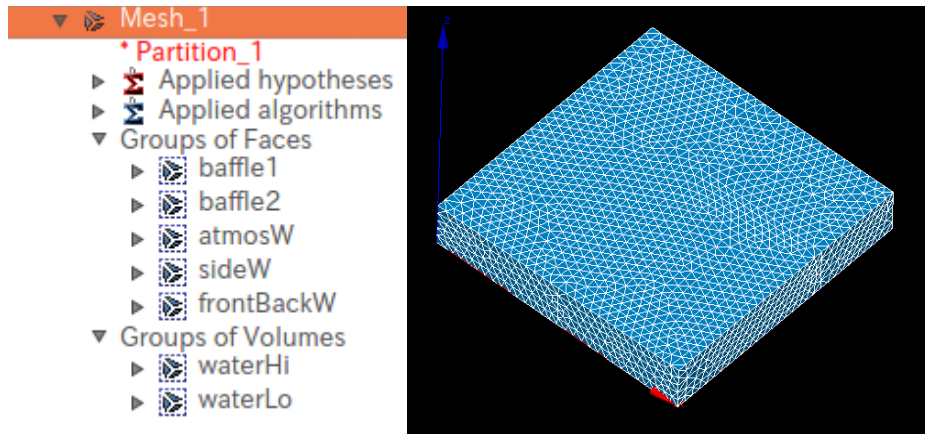 Mesh_1
* Partition_1
Applied hypotheses
Applied algorithms
Groups of Faces
baffle1
baffle2
atmosW
sideW
frontBackW
Groups of Volumes
waterHi
waterLo
z